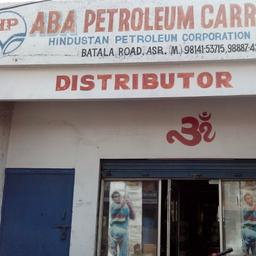 HP
ABA PETROLEUM CARR
HINDUSTAN PETROLEUM CORPORATION
BATALA ROAD, ASR. (M.) 98141-53715, 98887-4
DISTRIBUTOR
ॐ